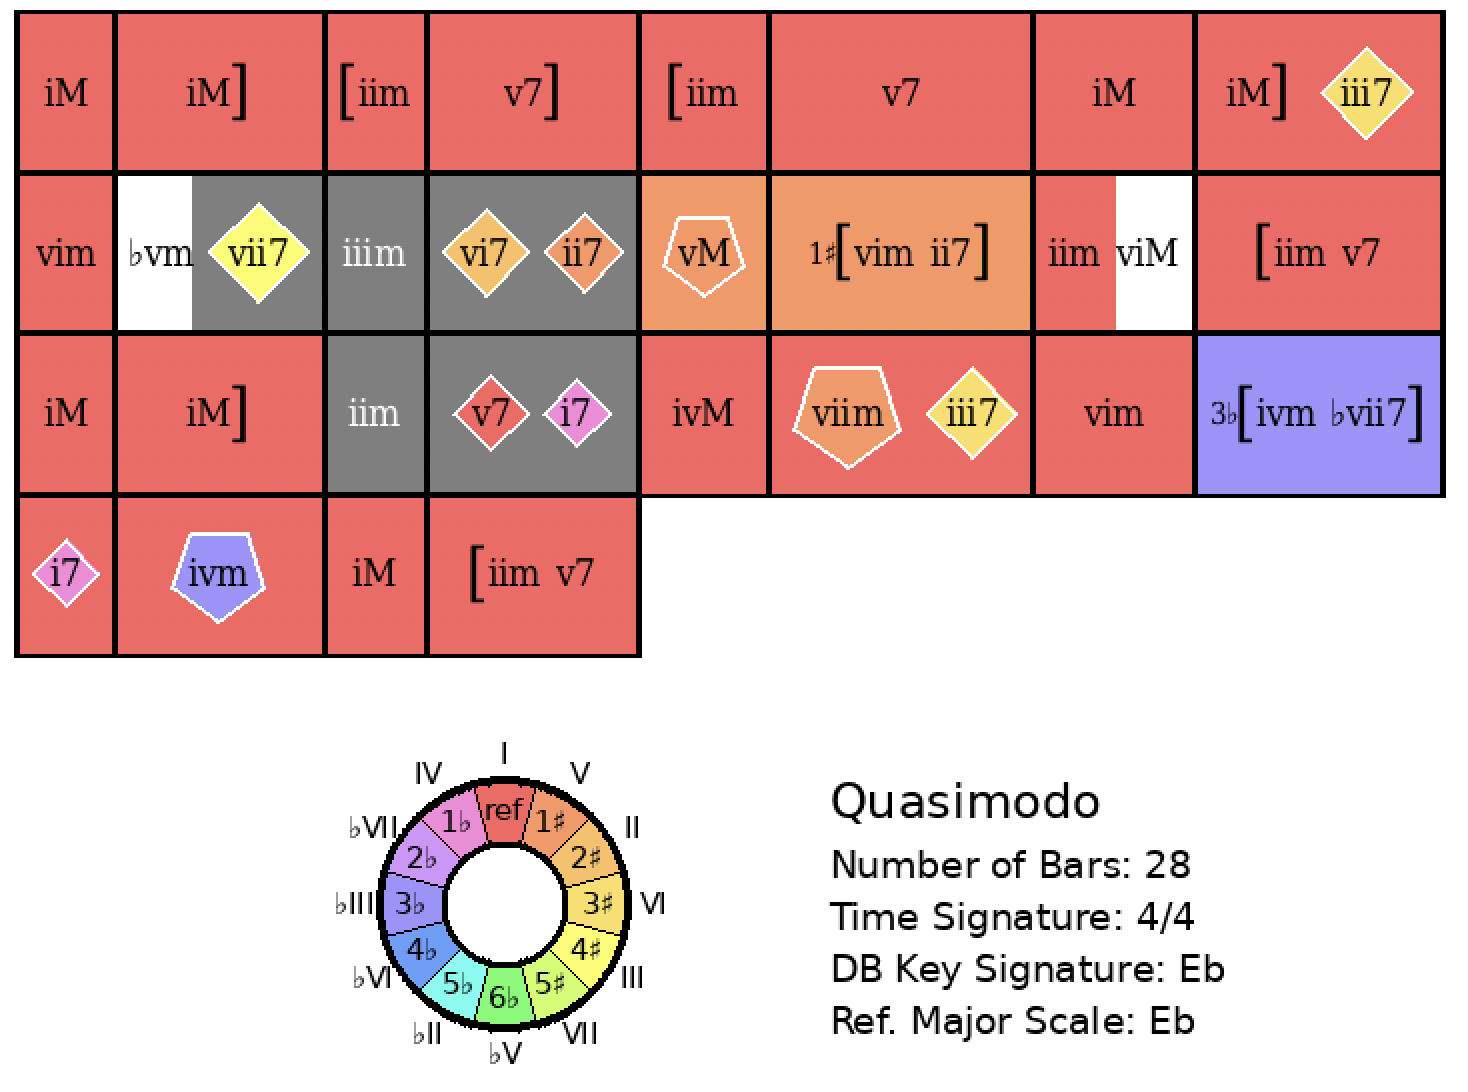 iM iM] [iim v7] [iim v7 iM iM] iii7
vim ♭vm vii7 iiim vi7 ii7 vM 1♯[vim ii7] iim viM [iim v7
iM iM] iim v7 i7 ivM viim iii7 vim 3♭[ivm ♭vii7]
i7 ivm iM [iim v7
I
IV V
♭VII II
♭III VI
♭VI III
♭II VII
♭V
ref
1♭ 1♯
2♭ 2♯
3♭ 3♯
4♭ 4♯
5♭ 5♯
6♭
Quasimodo
Number of Bars: 28
Time Signature: 4/4
DB Key Signature: Eb
Ref. Major Scale: Eb